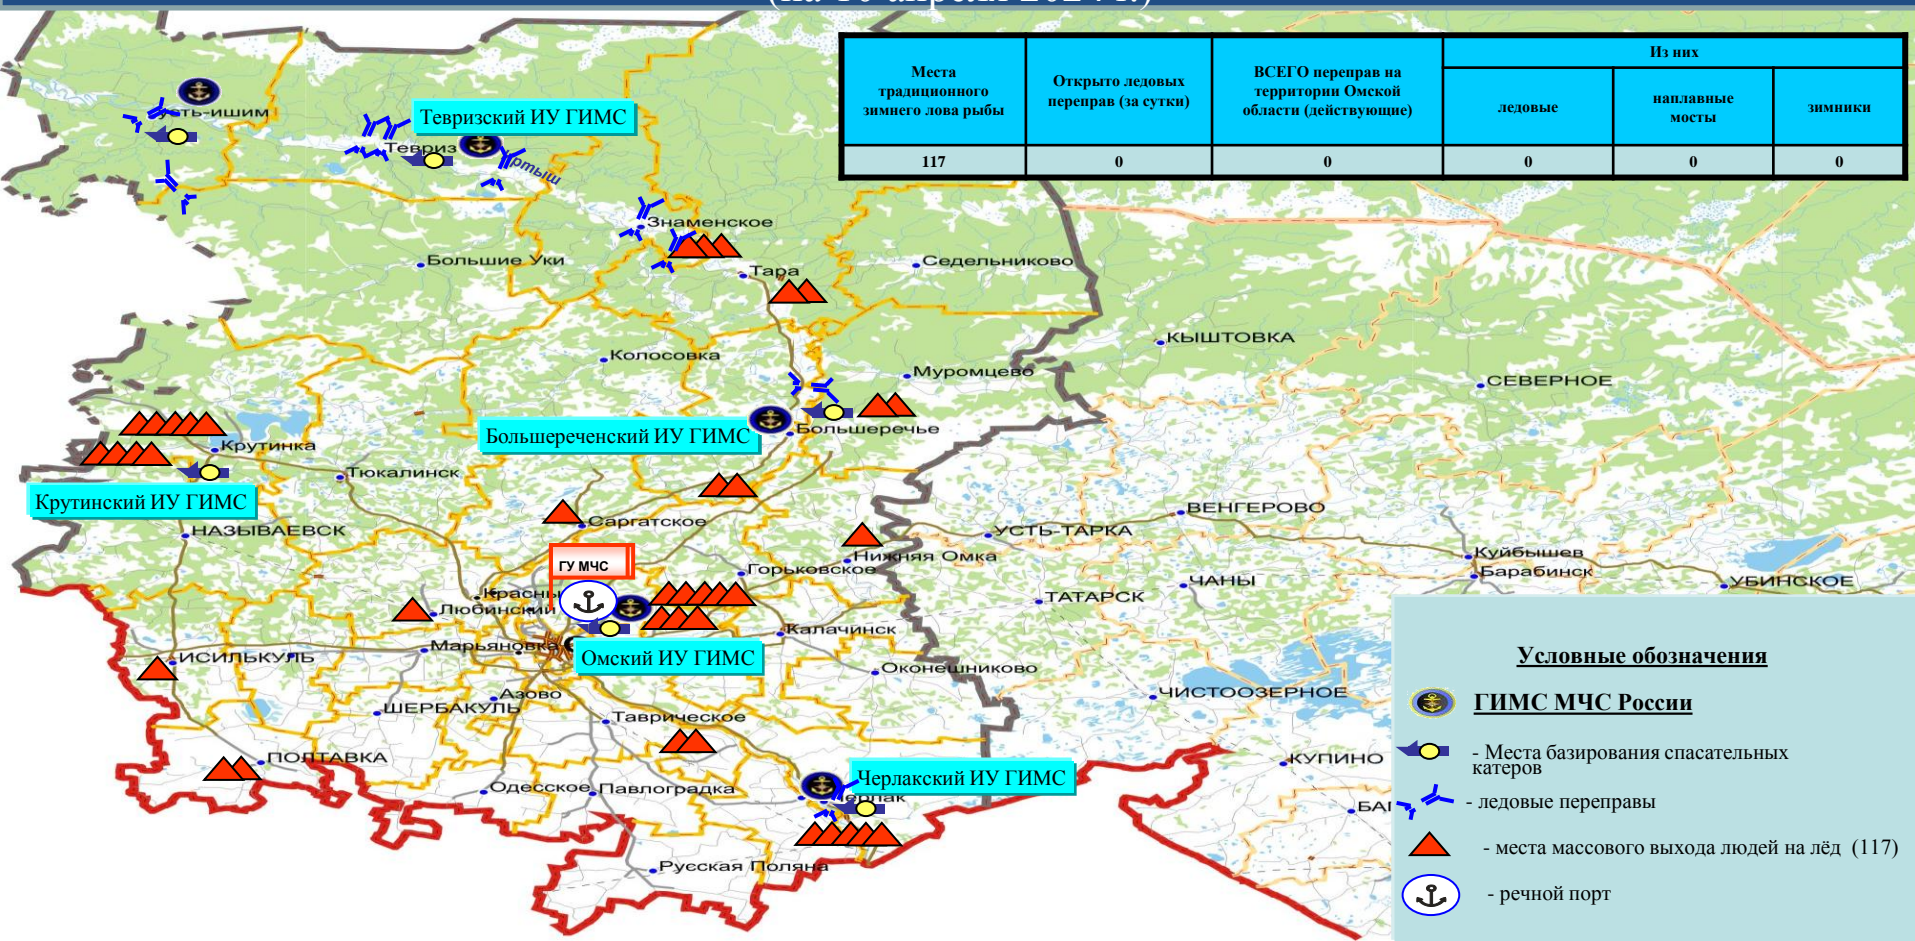 (на 10 апреля 2024 г.)
Места
традиционного
зимнего лова рыбы
Открыто ледовых
переправ (за сутки)
ВСЕГО переправ на
территории Омской
области (действующие)
Из них
ледовые
наплавные
мосты
зимники
117
0
0
0
0
0
Тевризский ИУ ГИМС
Тевриз
Знаменское
Большие Уки
Тара
Седельниково
Колосовка
Муромцево
КЫШТОВКА
СЕВЕРНОЕ
Большереченский ИУ ГИМС
Большеречье
Крутинка
Тюкалинск
Крутинский ИУ ГИМС
НАЗЫВАЕВСК
Саргатское
УСТЬ-ТАРКА
ВЕНГЕРОВО
Нижняя Омка
Куйбышев
Барабинск
ГУ МЧС
Горьковское
ЧАНЫ
УБИНСКОЕ
ТАТАРСК
Любинский
Калачинск
Марьяновка
Омский ИУ ГИМС
ИСИЛЬКУЛЬ
Оконешниково
ЧИСТООЗЕРНОЕ
Азово
ШЕРБАКУЛЬ
Таврическое
ПОЛТАВКА
КУПИНО
Черлакский ИУ ГИМС
Одесское
Павлоградка
Русская Поляна
Условные обозначения
ГИМС МЧС России
- Места базирования спасательных
катеров
- ледовые переправы
- места массового выхода людей на лёд (117)
- речной порт